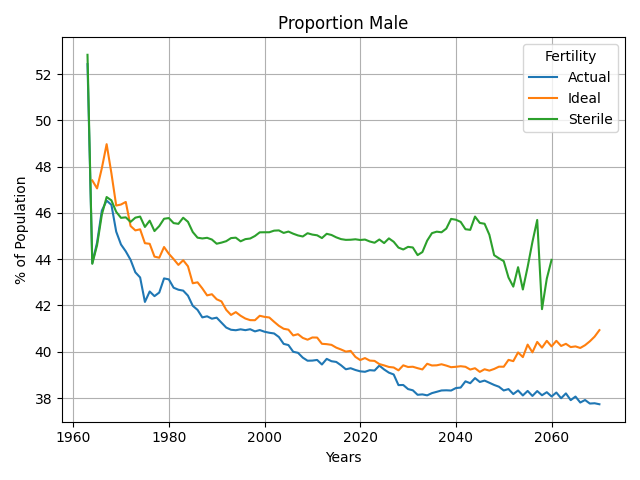 Proportion Male
% of Population
52
50
48
46
44
42
40
38
Fertility
Actual
Ideal
Sterile
1960 1980 2000 2020 2040 2060
Years